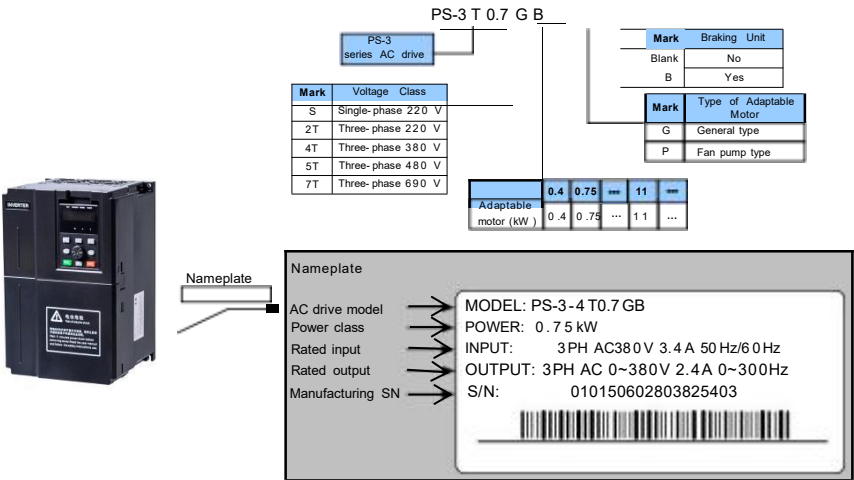 PS-3 T 0.7 G B
PS-3
series AC drive
Mark Braking Unit
Blank No
B Yes
Mark Voltage Class
S Single-phase 220 V
2T Three-phase 220 V
4T Three-phase 380 V
5T Three-phase 480 V
7T Three-phase 690 V
Mark Type of Adaptable
Motor
G General type
P Fan pump type
0.4 0.75 ... 11 ...
Adaptable
motor (kW) 0.4 0.75 ... 11 ...
INVERTER
Nameplate
Nameplate
AC drive model
Power class
Rated input
Rated output
Manufacturing SN
MODEL: PS-3-4T0.7GB
POWER: 0.75 kW
INPUT: 3PH AC380V 3.4A 50Hz/60Hz
OUTPUT: 3PH AC 0~380V 2.4A 0~300Hz
S/N: 010150602803825403